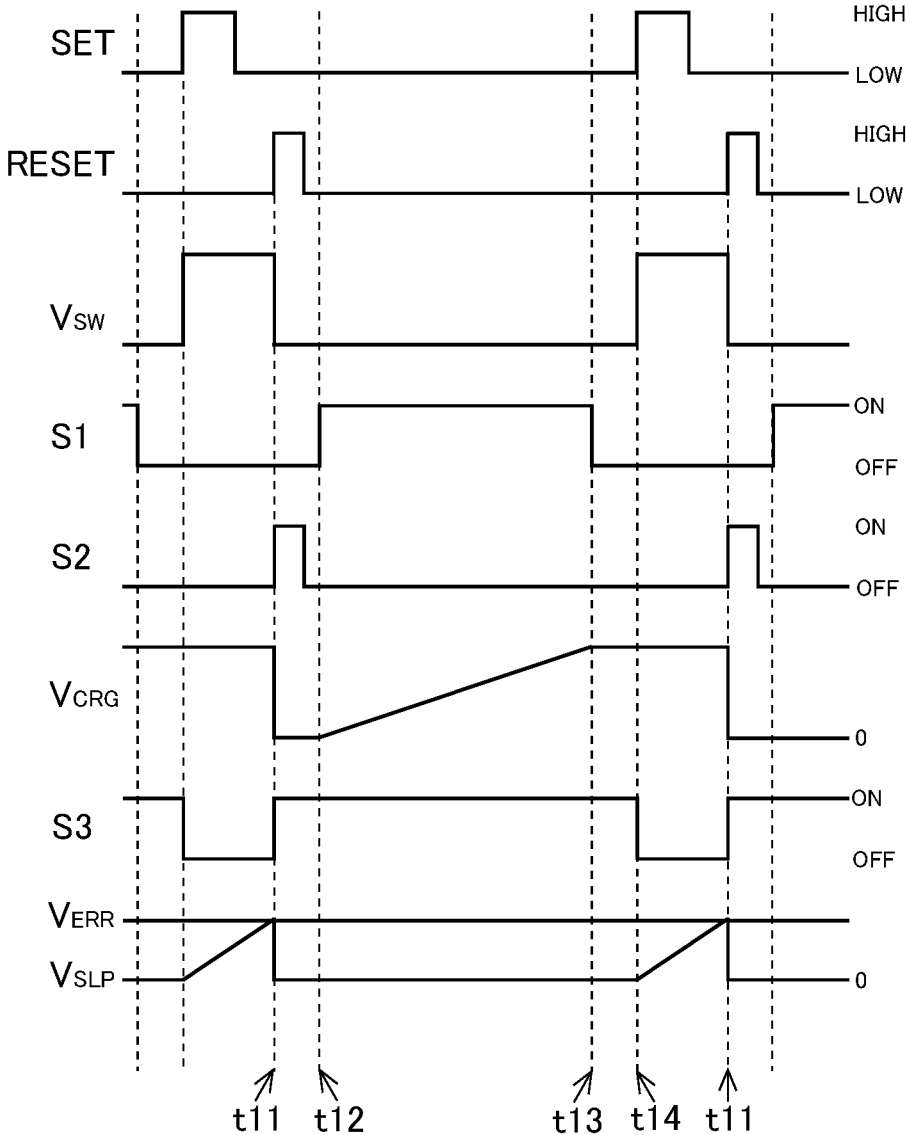 HIGH
SET
LOW
HIGH
RESET
LOW
VSW
ON
S1
OFF
ON
S2
OFF
VCRG
0
ON
S3
OFF
VERR
VSLP
0
t11 t12 t13 t14 t11